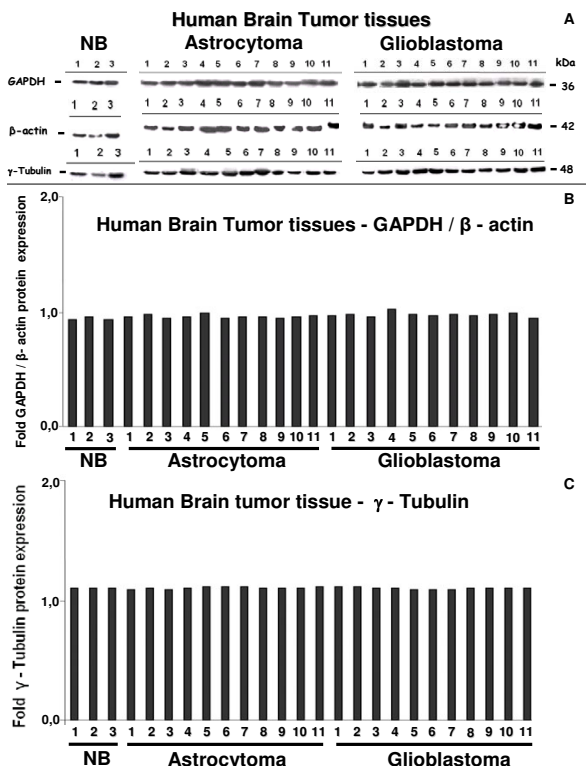 Human Brain Tumor tissues
A
NB Astrocytoma Glioblastoma
1 2 3 1 2 3 4 5 6 7 8 9 10 11 1 2 3 4 5 6 7 8 9 10 11 kDa
GAPDH - - 36
1 2 3 1 2 3 4 5 6 7 8 9 10 11 1 2 3 4 5 6 7 8 9 10 11
β-actin - - 42
1 2 3 1 2 3 4 5 6 7 8 9 10 11 1 2 3 4 5 6 7 8 9 10 11
γ-Tubulin - - 48
B
Human Brain Tumor tissues - GAPDH / β - actin
Fold GAPDH / β- actin protein expression
2,0
1,0
0,0
1 2 3 1 2 3 4 5 6 7 8 9 10 11 1 2 3 4 5 6 7 8 9 10 11
NB Astrocytoma Glioblastoma
C
Human Brain tumor tissue - γ - Tubulin
Fold γ - Tubulin protein expression
2,0
1,0
0,0
1 2 3 1 2 3 4 5 6 7 8 9 10 11 1 2 3 4 5 6 7 8 9 10 11
NB Astrocytoma Glioblastoma